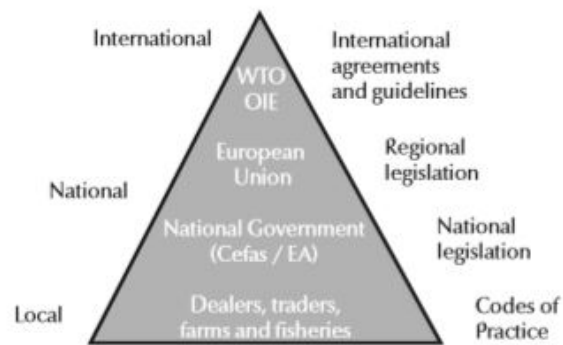 International
WTO
OIE
International
agreements
and guidelines
European
Union
Regional
legislation
National
National Government
(Cefas / EA)
National
legislation
Local
Dealers, traders,
farms and fisheries
Codes of
Practice